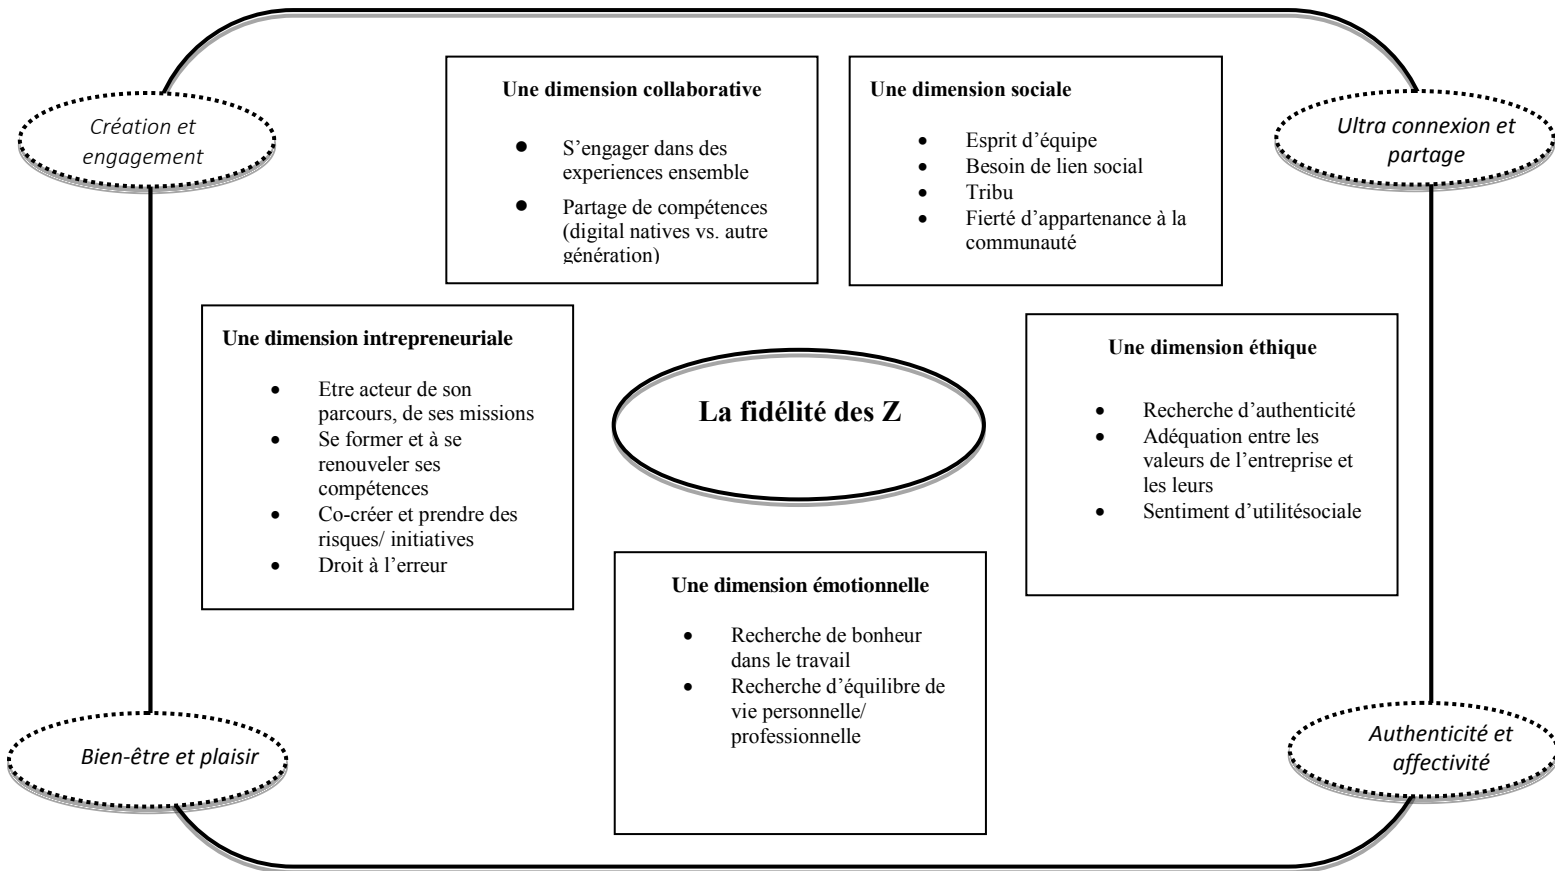 Création et
engagement
Une dimension collaborative
● S’engager dans des
experiences ensemble
● Partage de compétences
(digital natives vs. autre
génération)
Une dimension sociale
• Esprit d’équipe
• Besoin de lien social
• Tribu
• Fierté d’appartenance à la
communauté
Ultra connexion et
partage
Une dimension intrepreneuriale
• Etre acteur de son
parcours, de ses missions
• Se former et à se
renouveler ses
compétences
• Co-créer et prendre des
risques/ initiatives
• Droit à l’erreur
La fidélité des Z
Une dimension éthique
• Recherche d’authenticité
• Adéquation entre les
valeurs de l’entreprise et
les leurs
• Sentiment d’utilitésociale
Une dimension émotionnelle
• Recherche de bonheur
dans le travail
• Recherche d’équilibre de
vie personnelle/
professionnelle
Bien-être et plaisir
Authenticité et
affectivité